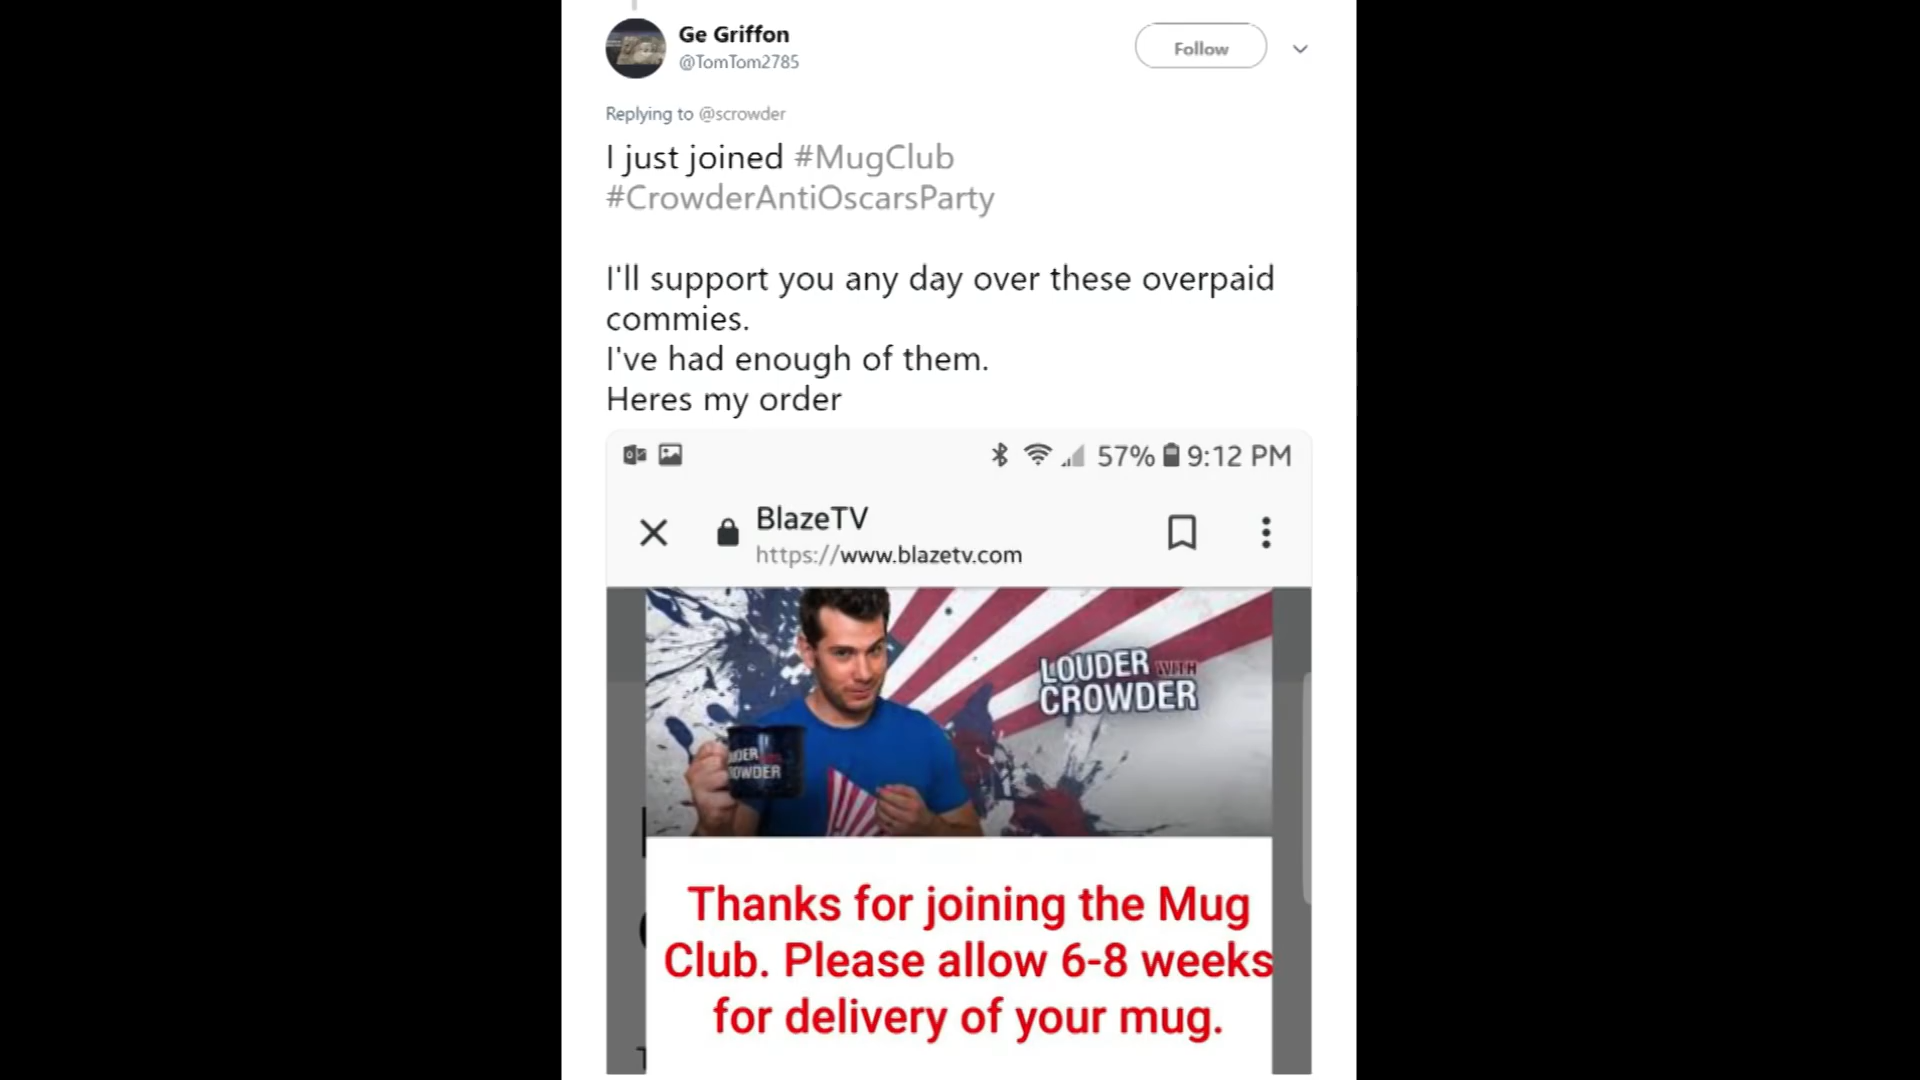 Ge Griffon
@TomTom2785
Follow
Replying to @scrowder
I just joined #MugClub
#CrowderAntiOscarsParty
I'll support you any day over these overpaid
commies.
I've had enough of them.
Heres my order
57% 9:12 PM
BlazeTV
https://www.blazetv.com
LOUDER WITH
CROWDER
UDER
OWDER
Thanks for joining the Mug
Club. Please allow 6-8 weeks
for delivery of your mug.